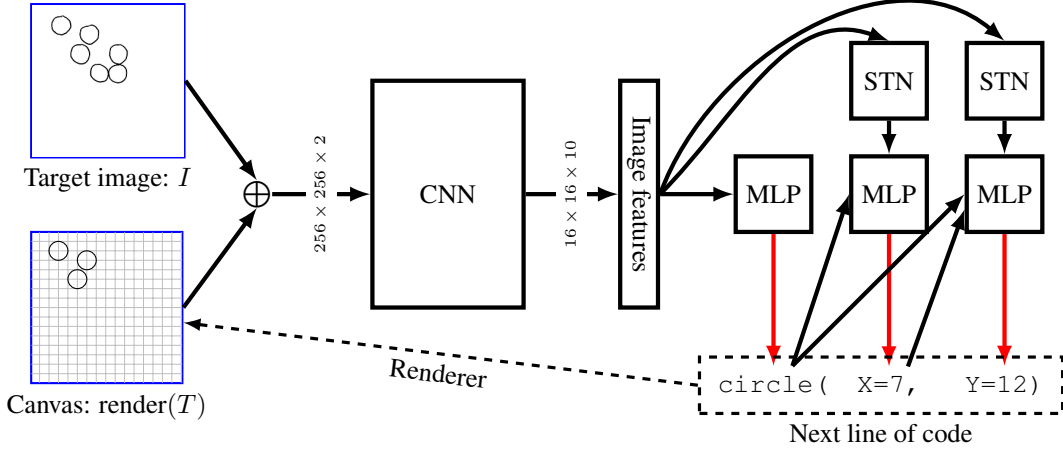 Target image: I
Canvas: render(T)
256 × 256 × 2
CNN
16 × 16 × 10
Image features
STN
STN
MLP
MLP
MLP
Renderer
circle( X=7, Y=12)
Next line of code